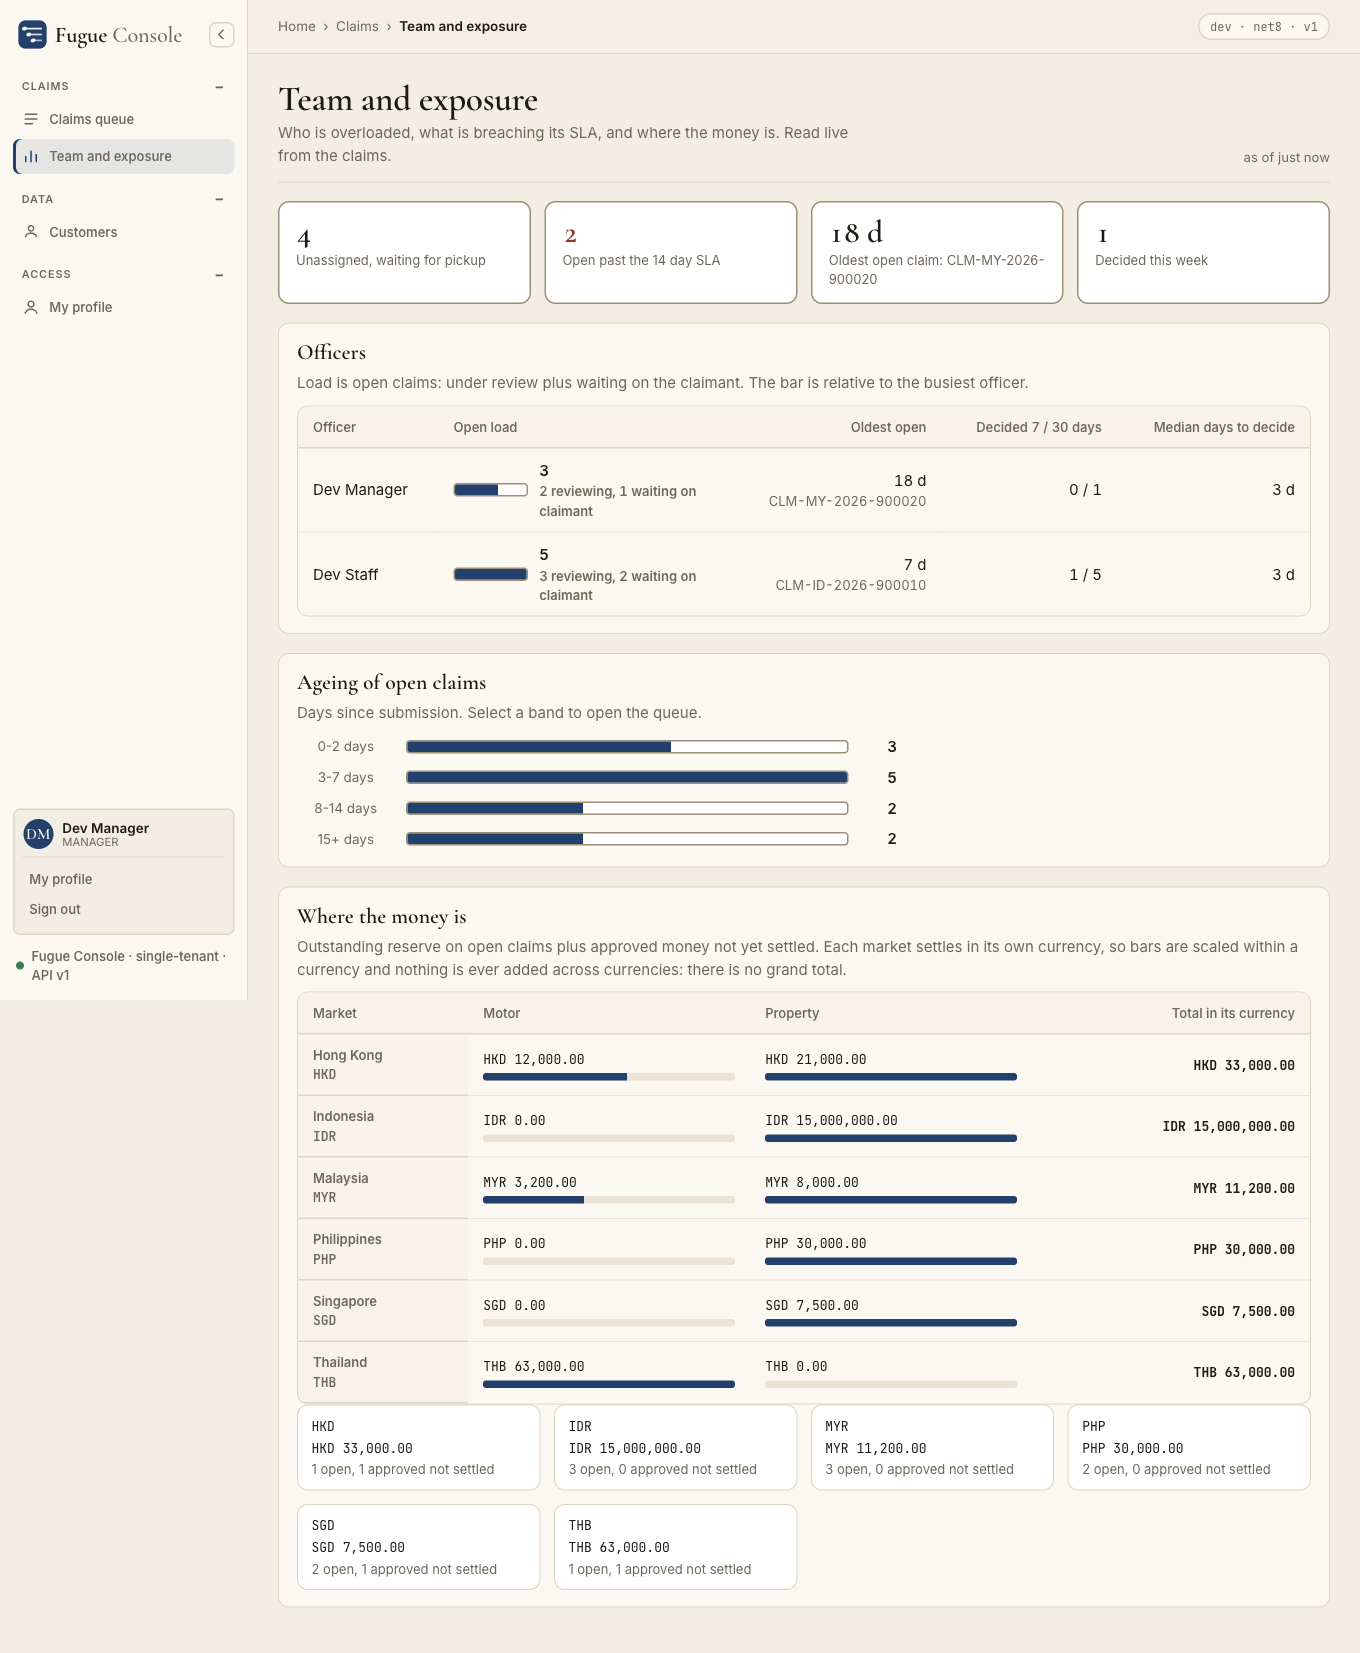 Fugue Console
Home › Claims › Team and exposure
dev · net8 · v1
CLAIMS
Claims queue
Team and exposure
DATA
Customers
ACCESS
My profile
Dev Manager
DM
MANAGER
My profile
Sign out
Fugue Console · single-tenant ·
API v1
Team and exposure
Who is overloaded, what is breaching its SLA, and where the money is. Read live
from the claims.
as of just now
4
Unassigned, waiting for pickup
2
Open past the 14 day SLA
18 d
Oldest open claim: CLM-MY-2026-
900020
1
Decided this week
Officers
Load is open claims: under review plus waiting on the claimant. The bar is relative to the busiest officer.
Officer Open load Oldest open Decided 7 / 30 days Median days to decide
Dev Manager
3
2 reviewing, 1 waiting on
claimant
18 d
CLM-MY-2026-900020
0 / 1
3 d
Dev Staff
5
3 reviewing, 2 waiting on
claimant
7 d
CLM-ID-2026-900010
1 / 5
3 d
Ageing of open claims
Days since submission. Select a band to open the queue.
0-2 days 3
3-7 days 5
8-14 days 2
15+ days 2
Where the money is
Outstanding reserve on open claims plus approved money not yet settled. Each market settles in its own currency, so bars are scaled within a
currency and nothing is ever added across currencies: there is no grand total.
Market Motor Property Total in its currency
Hong Kong
HKD
HKD 12,000.00
HKD 21,000.00
HKD 33,000.00
Indonesia
IDR
IDR 0.00
IDR 15,000,000.00
IDR 15,000,000.00
Malaysia
MYR
MYR 3,200.00
MYR 8,000.00
MYR 11,200.00
Philippines
PHP
PHP 0.00
PHP 30,000.00
PHP 30,000.00
Singapore
SGD
SGD 0.00
SGD 7,500.00
SGD 7,500.00
Thailand
THB
THB 63,000.00
THB 0.00
THB 63,000.00
HKD
HKD 33,000.00
1 open, 1 approved not settled
IDR
IDR 15,000,000.00
3 open, 0 approved not settled
MYR
MYR 11,200.00
3 open, 0 approved not settled
PHP
PHP 30,000.00
2 open, 0 approved not settled
SGD
SGD 7,500.00
2 open, 1 approved not settled
THB
THB 63,000.00
1 open, 1 approved not settled